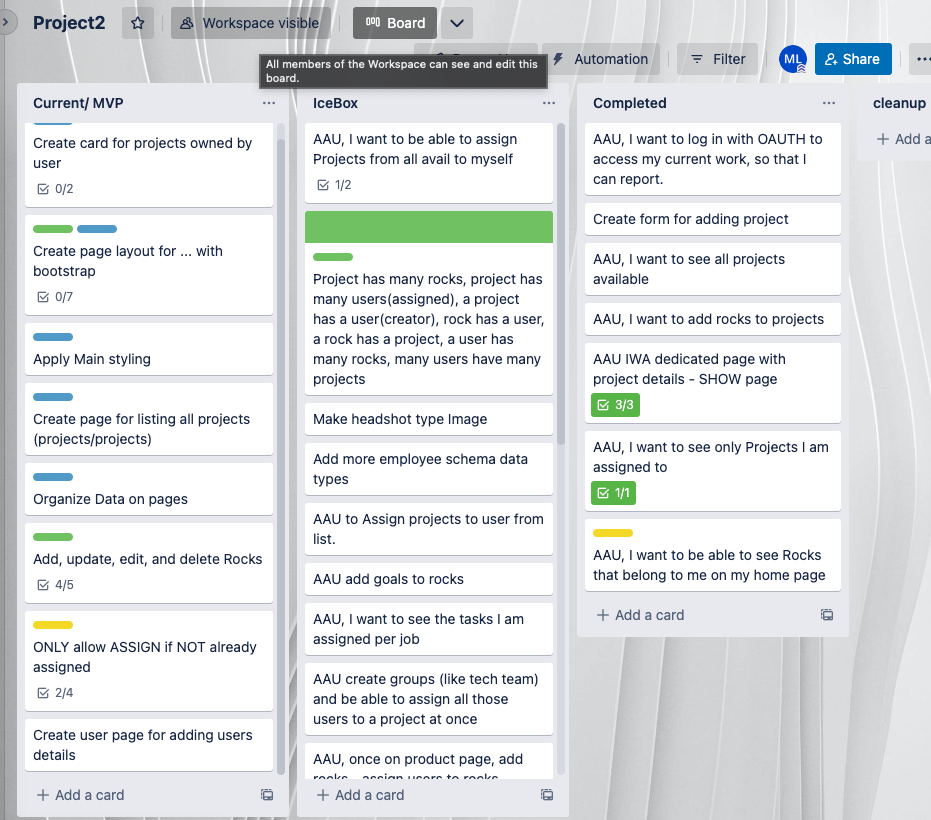 Project2
Workspace visible
Board
All members of the Workspace can see and edit this
board.
Automation
Filter
ML
Share
Current/ MVP
Create card for projects owned by
user
0/2
Create page layout for ... with
bootstrap
0/7
Apply Main styling
Create page for listing all projects
(projects/projects)
Organize Data on pages
Add, update, edit, and delete Rocks
4/5
ONLY allow ASSIGN if NOT already
assigned
2/4
Create user page for adding users
details
Add a card
IceBox
AAU, I want to be able to assign
Projects from all avail to myself
1/2
Project has many rocks, project has
many users(assigned), a project
has a user(creator), rock has a user,
a rock has a project, a user has
many rocks, many users have many
projects
Make headshot type Image
Add more employee schema data
types
AAU to Assign projects to user from
list.
AAU add goals to rocks
AAU, I want to see the tasks I am
assigned per job
AAU create groups (like tech team)
and be able to assign all those
users to a project at once
AAU, once on product page, add
rocks - assign users to rocks
Add a card
Completed
AAU, I want to log in with OAUTH to
access my current work, so that I
can report.
Create form for adding project
AAU, I want to see all projects
available
AAU, I want to add rocks to projects
AAU IWA dedicated page with
project details - SHOW page
3/3
AAU, I want to see only Projects I am
assigned to
1/1
AAU, I want to be able to see Rocks
that belong to me on my home page
Add a card
cleanup
Add a